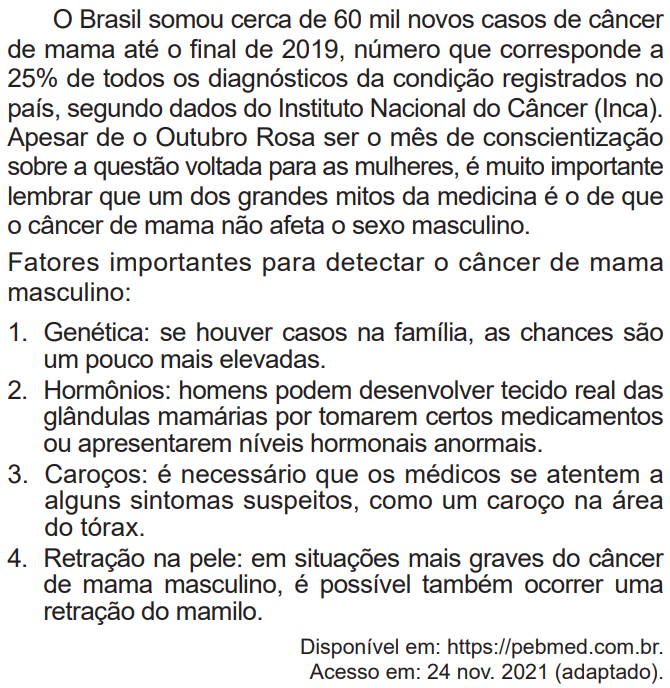 O Brasil somou cerca de 60 mil novos casos de câncer
de mama até o final de 2019, número que corresponde a
25% de todos os diagnósticos da condição registrados no
país, segundo dados do Instituto Nacional do Câncer (Inca).
Apesar de o Outubro Rosa ser o mês de conscientização
sobre a questão voltada para as mulheres, é muito importante
lembrar que um dos grandes mitos da medicina é o de que
o câncer de mama não afeta o sexo masculino.
Fatores importantes para detectar o câncer de mama
masculino:
1. Genética: se houver casos na família, as chances são
um pouco mais elevadas.
2. Hormônios: homens podem desenvolver tecido real das
glândulas mamárias por tomarem certos medicamentos
ou apresentarem níveis hormonais anormais.
3. Caroços: é necessário que os médicos se atentem a
alguns sintomas suspeitos, como um caroço na área
do tórax.
4. Retração na pele: em situações mais graves do câncer
de mama masculino, é possível também ocorrer uma
retração do mamilo.
Disponível em: https://pebmed.com.br.
Acesso em: 24 nov. 2021 (adaptado).